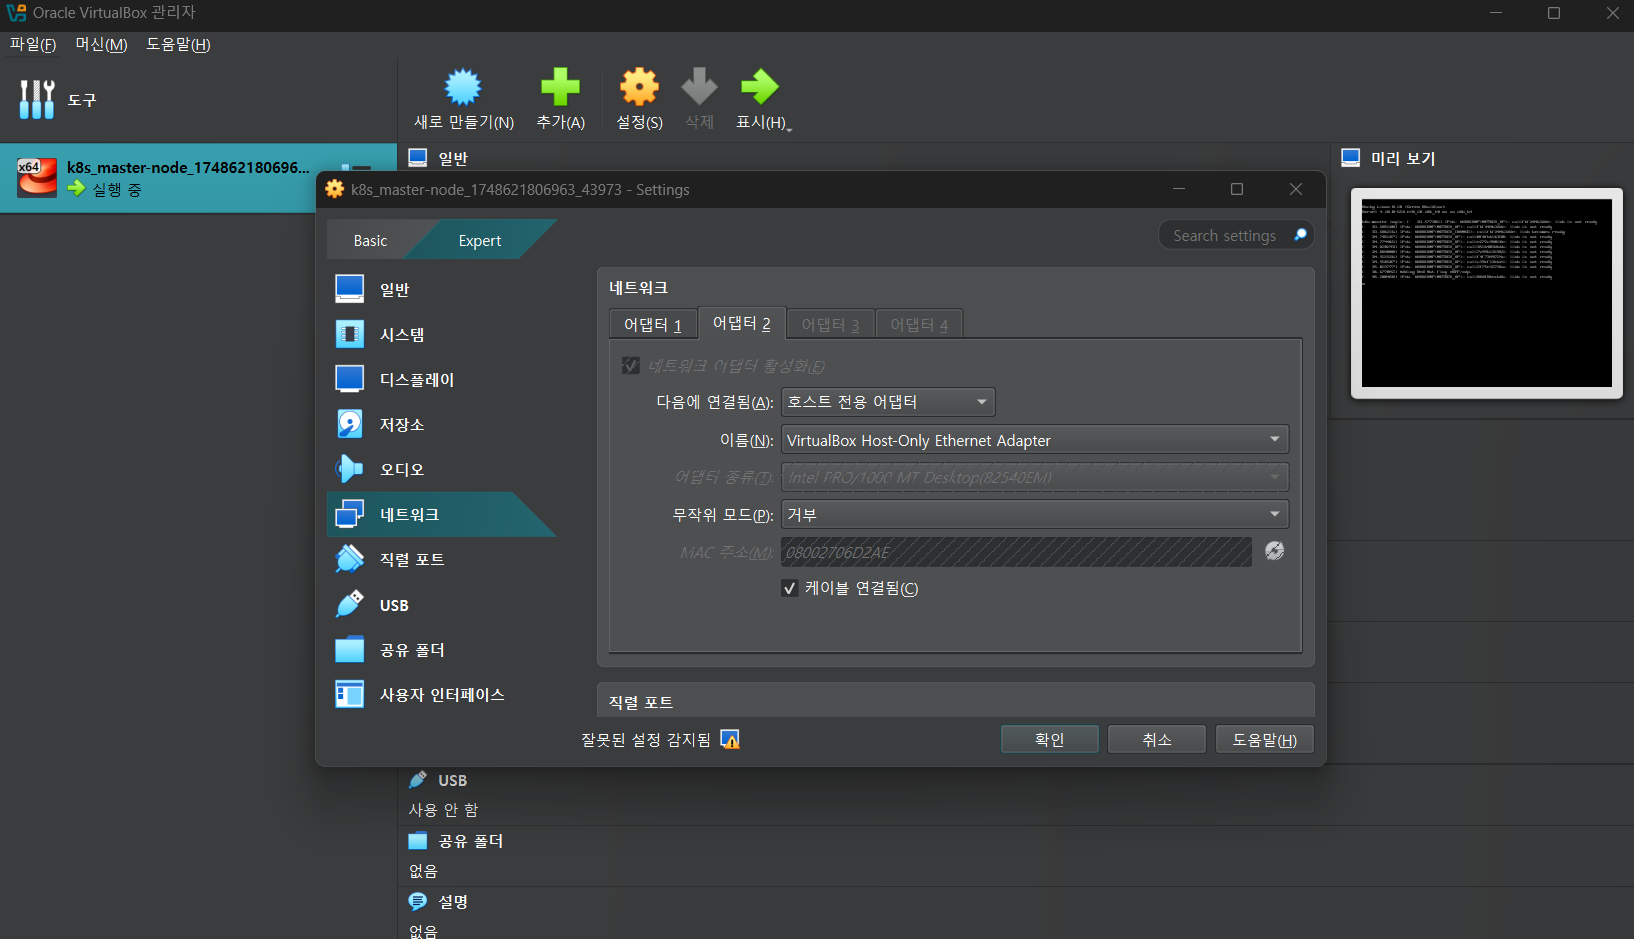 Oracle VirtualBox 관리자
파일(F) 머신(M) 도움말(H)
도구
새로 만들기(N) 추가(A) 설정(S) 삭제 표시(H)
x64
k8s_master-node_174862180696...
실행 중
일반
미리 보기
k8s_master-node_1748621806963_43973 - Settings
Basic Expert
Search settings
일반
시스템
디스플레이
저장소
오디오
네트워크
직렬 포트
USB
공유 폴더
사용자 인터페이스
네트워크
어댑터 1 어댑터 2 어댑터 3 어댑터 4
네트워크 어댑터 활성화(E)
다음에 연결됨(A): 호스트 전용 어댑터
이름(N): VirtualBox Host-Only Ethernet Adapter
어댑터 종류(T): Intel PRO/1000 MT Desktop(82540EM)
무작위 모드(P): 거부
MAC 주소(M): 08002706D2AE
케이블 연결됨(C)
직렬 포트
잘못된 설정 감지됨
확인 취소 도움말(H)
USB
사용 안 함
공유 폴더
없음
설명
없음